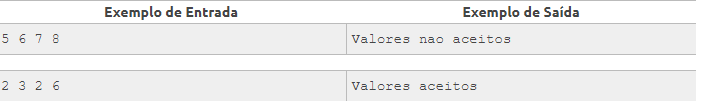 Exemplo de Entrada Exemplo de Saída
5 6 7 8 Valores nao aceitos
2 3 2 6 Valores aceitos